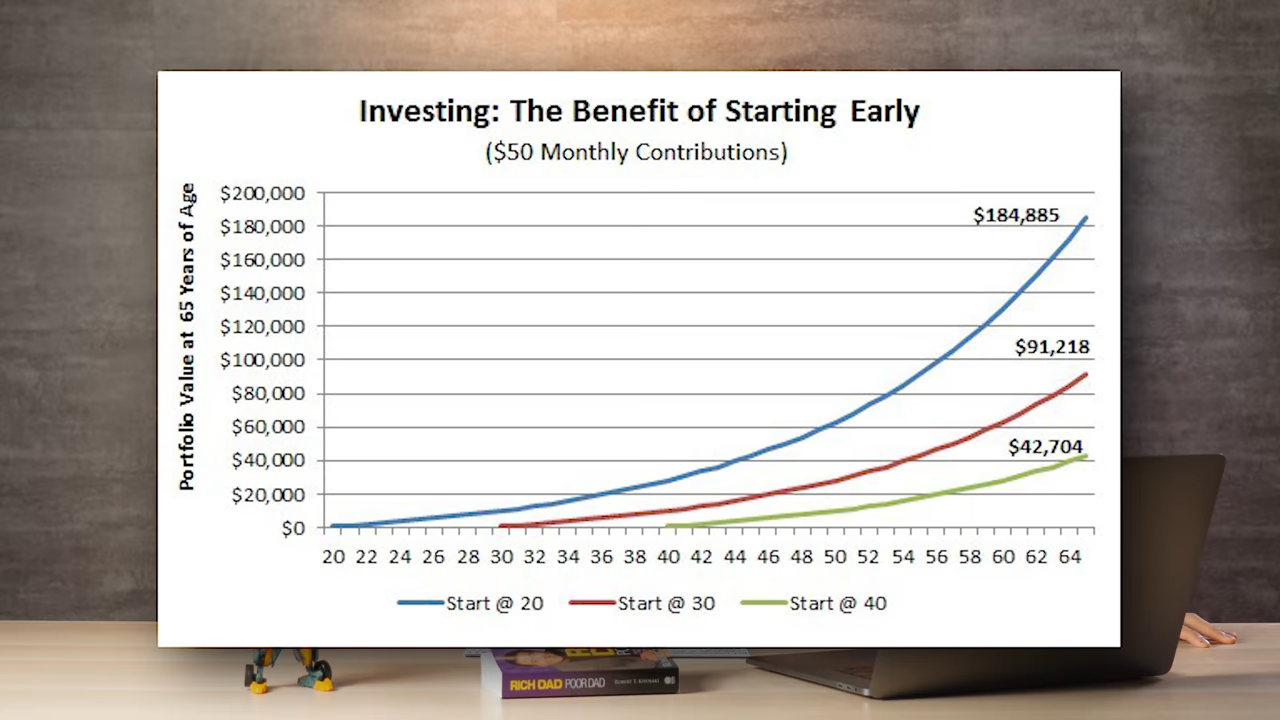 Investing: The Benefit of Starting Early
($50 Monthly Contributions)
Portfolio Value at 65 Years of Age
$200,000
$180,000
$160,000
$140,000
$120,000
$100,000
$80,000
$60,000
$40,000
$20,000
$0
$184,885
$91,218
$42,704
20 22 24 26 28 30 32 34 36 38 40 42 44 46 48 50 52 54 56 58 60 62 64
Start @ 20 Start @ 30 Start @ 40
RICH DAD POOR DAD